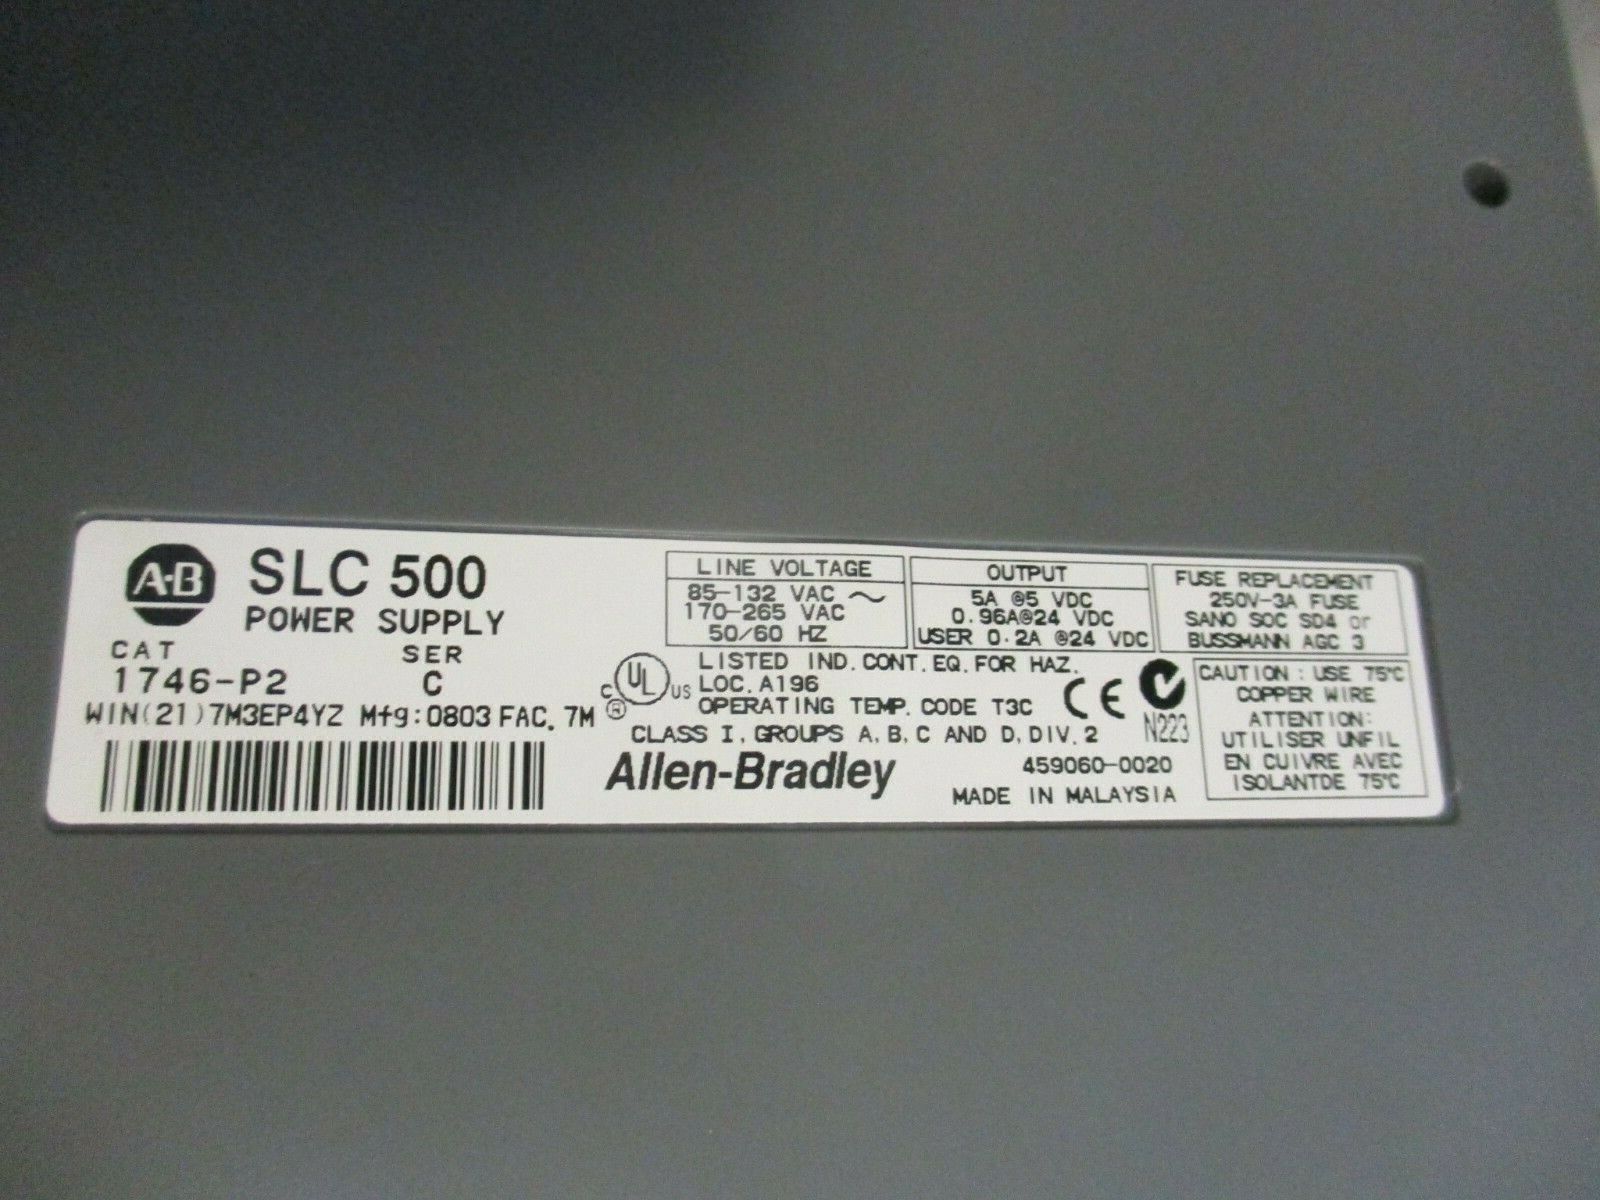 A-B
SLC 500
POWER SUPPLY
CAT
SER
1746-P2
C
WIN(21)7M3EP4YZ Mfg:0803 FAC. 7M
LINE VOLTAGE
85-132 VAC ~
170-265 VAC
50/60 HZ
OUTPUT
5A @5 VDC
0.96A@24 VDC
USER 0.2A @24 VDC
FUSE REPLACEMENT
250V-3A FUSE
SANO SOC SD4 or
BUSSMANN AGC 3
C UL US
®
LISTED IND.CONT.EQ.FOR HAZ.
LOC.A196
OPERATING TEMP. CODE T3C
CLASS I, GROUPS A,B,C AND D,DIV.2
CE
N223
Allen-Bradley
459060-0020
MADE IN MALAYSIA
CAUTION : USE 75°C
COPPER WIRE
ATTENTION:
UTILISER UNFIL
EN CUIVRE AVEC
ISOLANTDE 75°C